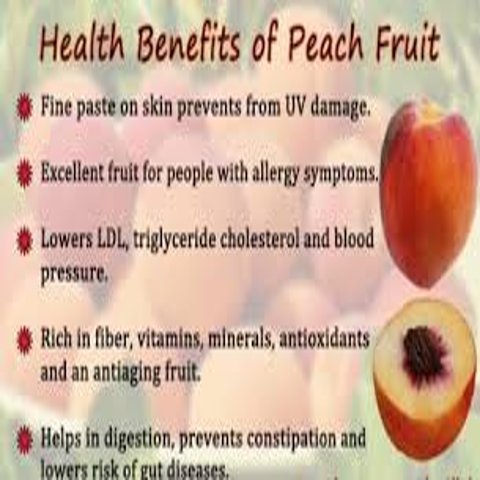 Health Benefits of Peach Fruit
Fine paste on skin prevents from UV damage.
Excellent fruit for people with allergy symptoms.
Lowers LDL, triglyceride cholesterol and blood
pressure.
Rich in fiber, vitamins, minerals, antioxidants
and an antiaging fruit.
Helps in digestion, prevents constipation and
lowers risk of gut diseases.